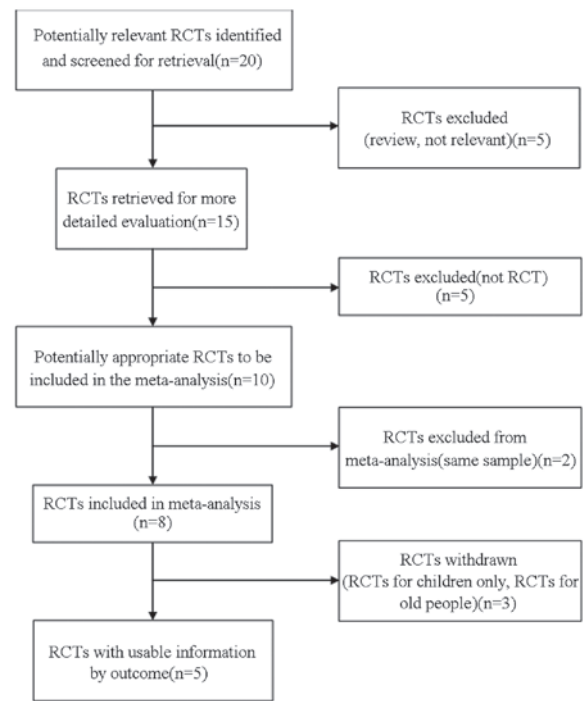 Potentially relevant RCTs identified
and screened for retrieval(n=20)
RCTs excluded
(review, not relevant)(n=5)
RCTs retrieved for more
detailed evaluation(n=15)
RCTs excluded(not RCT)
(n=5)
Potentially appropriate RCTs to be
included in the meta-analysis(n=10)
RCTs excluded from
meta-analysis(same sample)(n=2)
RCTs included in meta-analysis
(n=8)
RCTs withdrawn
(RCTs for children only, RCTs for
old people)(n=3)
RCTs with usable information
by outcome(n=5)